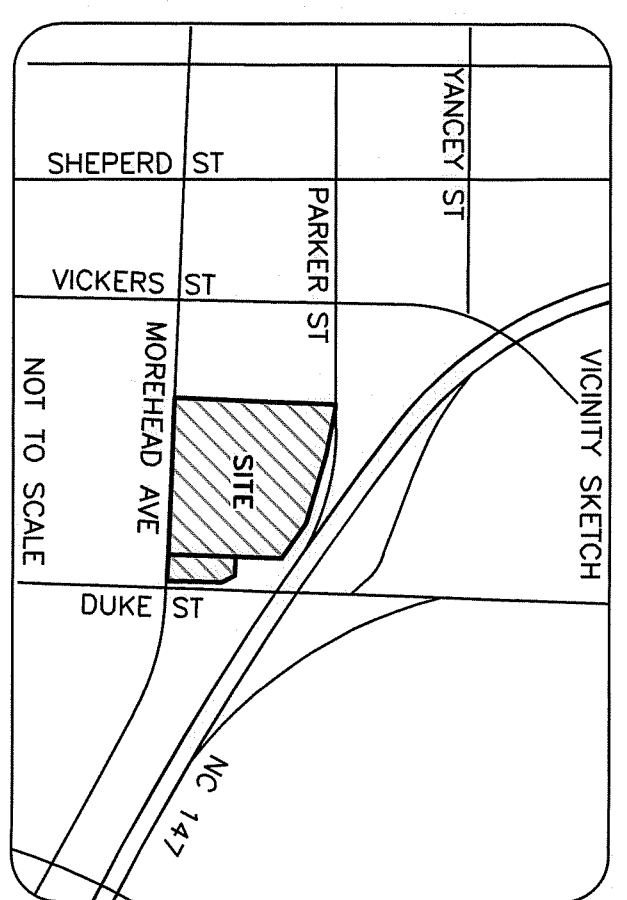 VICINITY SKETCH
YANCEY ST
PARKER ST
SHEPERD ST
VICKERS ST
MOREHEAD AVE
SITE
NOT TO SCALE
DUKE ST
NC 147